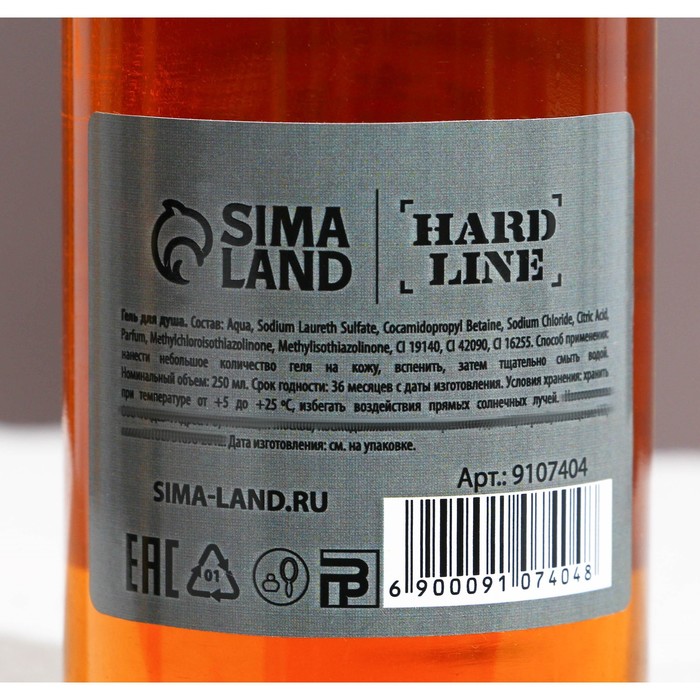 SIMA LAND
HARD LINE
Гель для душа. Состав: Aqua, Sodium Laureth Sulfate, Cocamidopropyl Betaine, Sodium Chloride, Citric Acid,
Parfum, Methylchloroisothiazolinone, Methylisothiazolinone, CI 19140, CI 42090, CI 16255. Способ применения:
нанести небольшое количество геля на кожу, вспенить, затем тщательно смыть водой.
Номинальный объем: 250 мл. Срок годности: 36 месяцев с даты изготовления. Условия хранения: хранить
при температуре от +5 до +25 °C, избегать воздействия прямых солнечных лучей.
Дата изготовления: см. на упаковке.
Арт.: 9107404
SIMA-LAND.RU
EAC
01
6 900091 074048